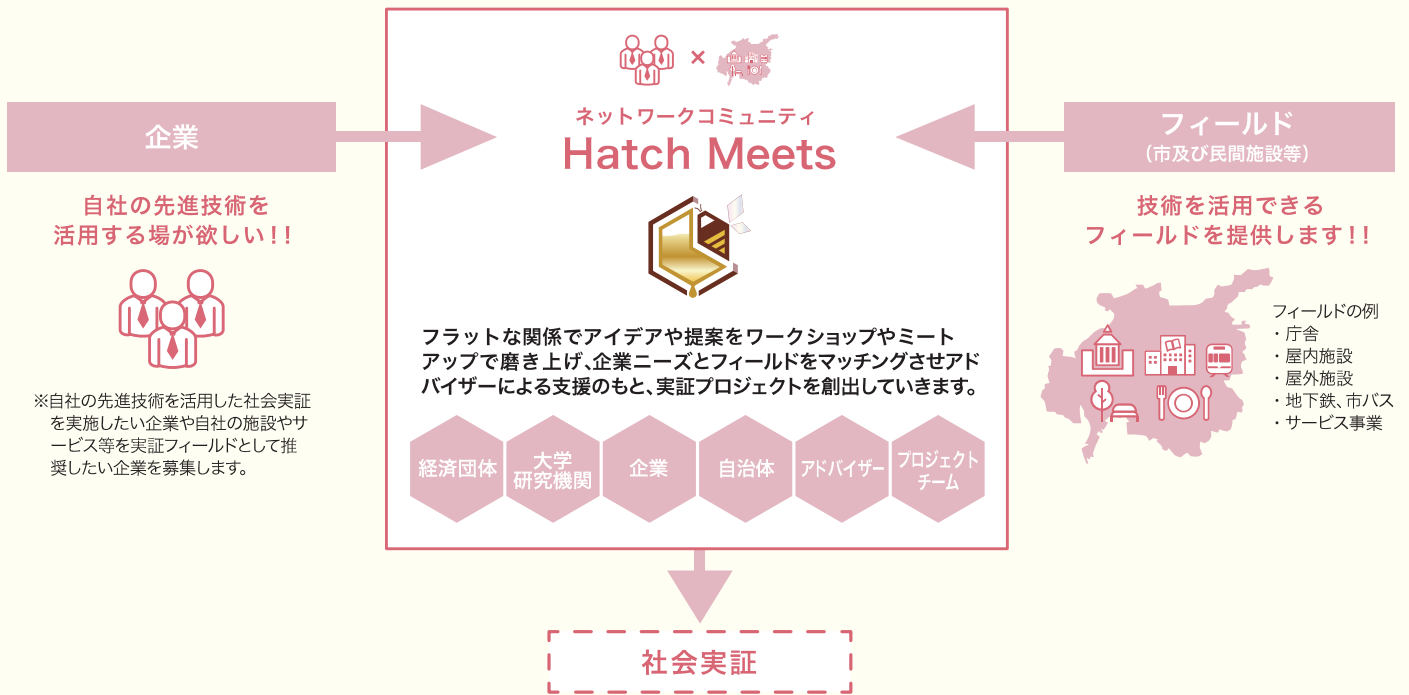 企業
自社の先進技術を
活用する場が欲しい!!
※自社の先進技術を活用した社会実証
を実施したい企業や自社の施設やサ
ービス等を実証フィールドとして推
奨したい企業を募集します。
×
ネットワークコミュニティ
Hatch Meets
フラットな関係でアイデアや提案をワークショップやミート
アップで磨き上げ、企業ニーズとフィールドをマッチングさせアド
バイザーによる支援のもと、実証プロジェクトを創出していきます。
経済団体
大学
研究機関
企業
自治体
アドバイザー
プロジェクト
チーム
フィールド
（市及び民間施設等）
技術を活用できる
フィールドを提供します!!
フィールドの例
・庁舎
・屋内施設
・屋外施設
・地下鉄、市バス
・サービス事業
社会実証